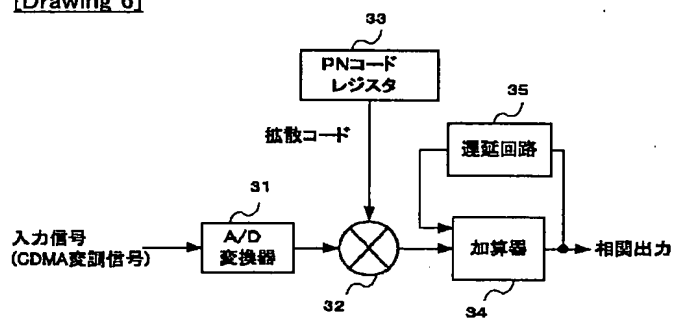 [Drawing 6]
33
PNコード
レジスタ
35
遅延回路
拡散コード
31
A/D
変換器
入力信号
(CDMA変調信号)
32
加算器
34
相関出力